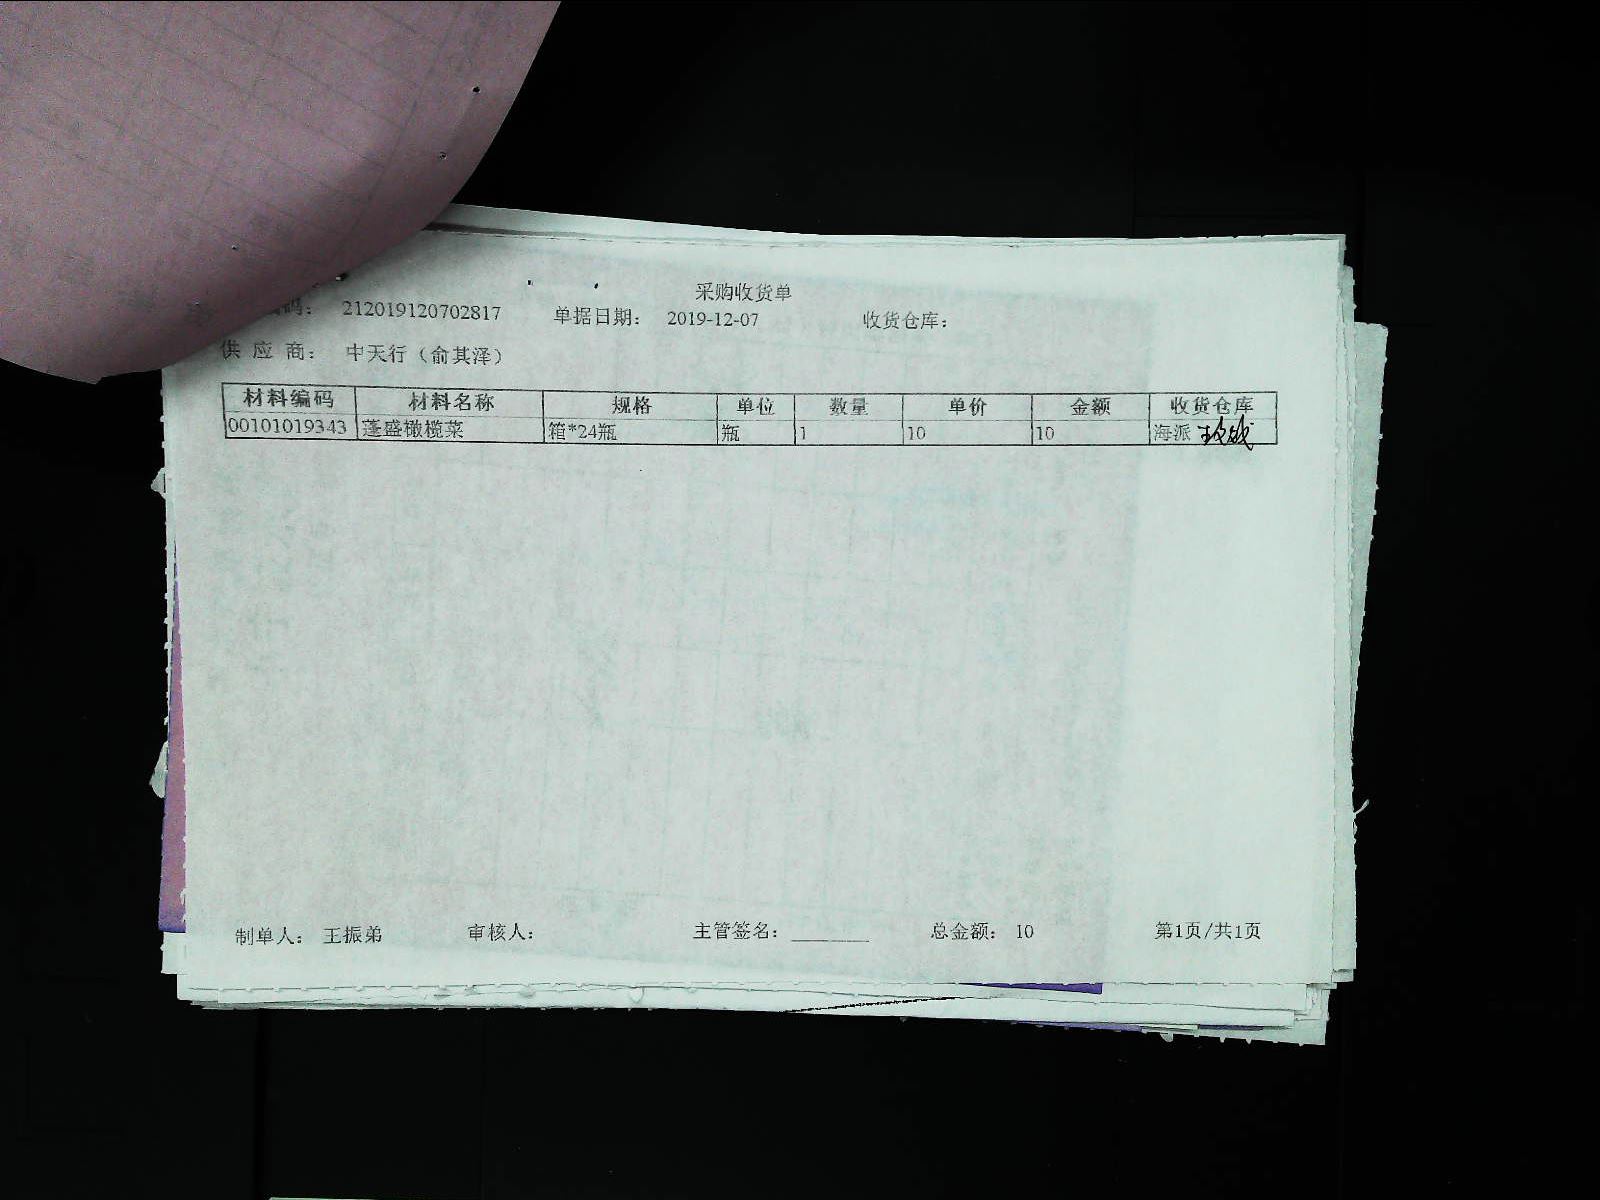 采购收货单
编码： 212019120702817 单据日期： 2019-12-07 收货仓库：
供 应 商： 中天行（俞其泽）
材料编码 材料名称 规格 单位 数量 单价 金额 收货仓库
00101019343 蓬盛橄榄菜 箱*24瓶 瓶 1 10 10 海派
制单人： 王振弟 审核人： 主管签名：________ 总金额： 10 第1页/共1页